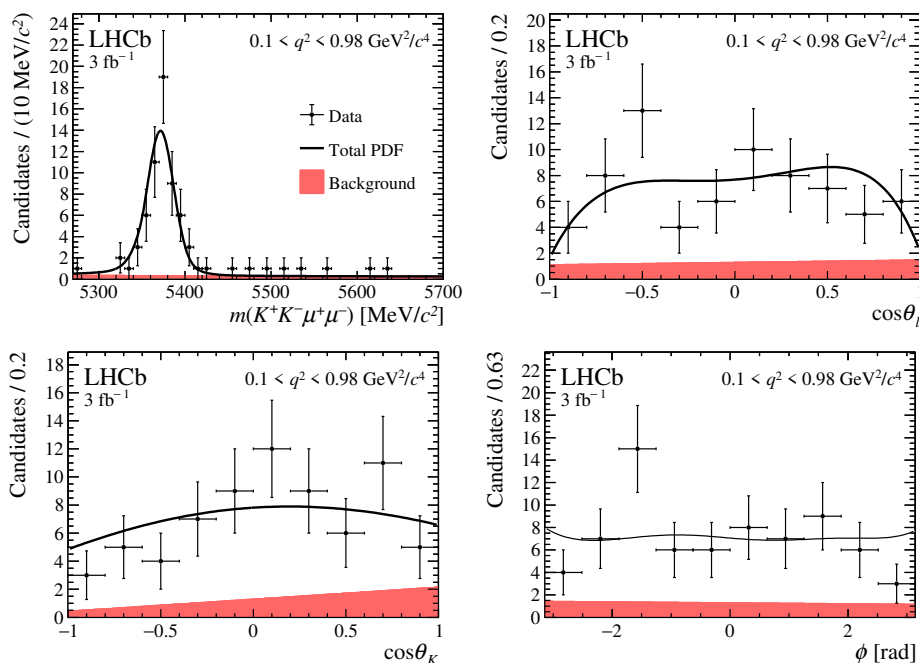 LHCb
3 fb⁻¹
0.1 < q² < 0.98 GeV²/c⁴
Candidates / (10 MeV/c²)
24
22
20
18
16
14
12
10
8
6
4
2
0
Data
Total PDF
Background
5300 5400 5500 5600 5700
m(K⁺K⁻μ⁺μ⁻) [MeV/c²]
LHCb
3 fb⁻¹
0.1 < q² < 0.98 GeV²/c⁴
Candidates / 0.2
20
18
16
14
12
10
8
6
4
2
0
-1 -0.5 0 0.5 1
cosθₗ
LHCb
3 fb⁻¹
0.1 < q² < 0.98 GeV²/c⁴
Candidates / 0.2
18
16
14
12
10
8
6
4
2
0
-1 -0.5 0 0.5 1
cosθ_K
LHCb
3 fb⁻¹
0.1 < q² < 0.98 GeV²/c⁴
Candidates / 0.63
22
20
18
16
14
12
10
8
6
4
2
0
-2 0 2
ϕ [rad]